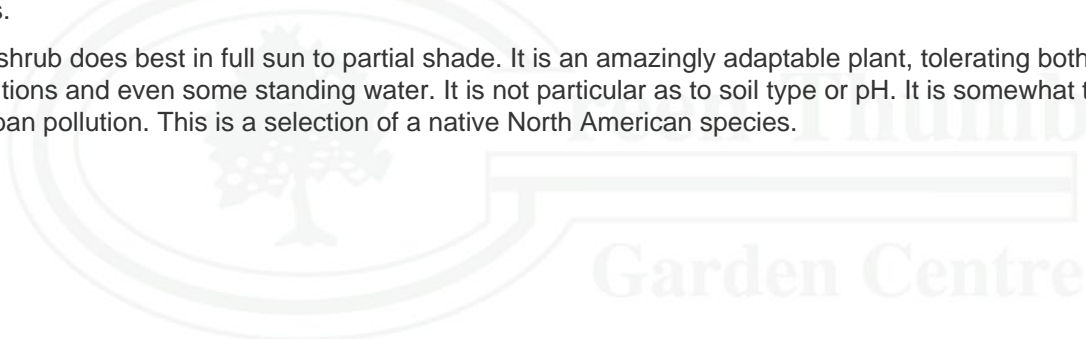 s.
shrub does best in full sun to partial shade. It is an amazingly adaptable plant, tolerating both
tions and even some standing water. It is not particular as to soil type or pH. It is somewhat t
ban pollution. This is a selection of a native North American species.
Thumb
Garden Centre